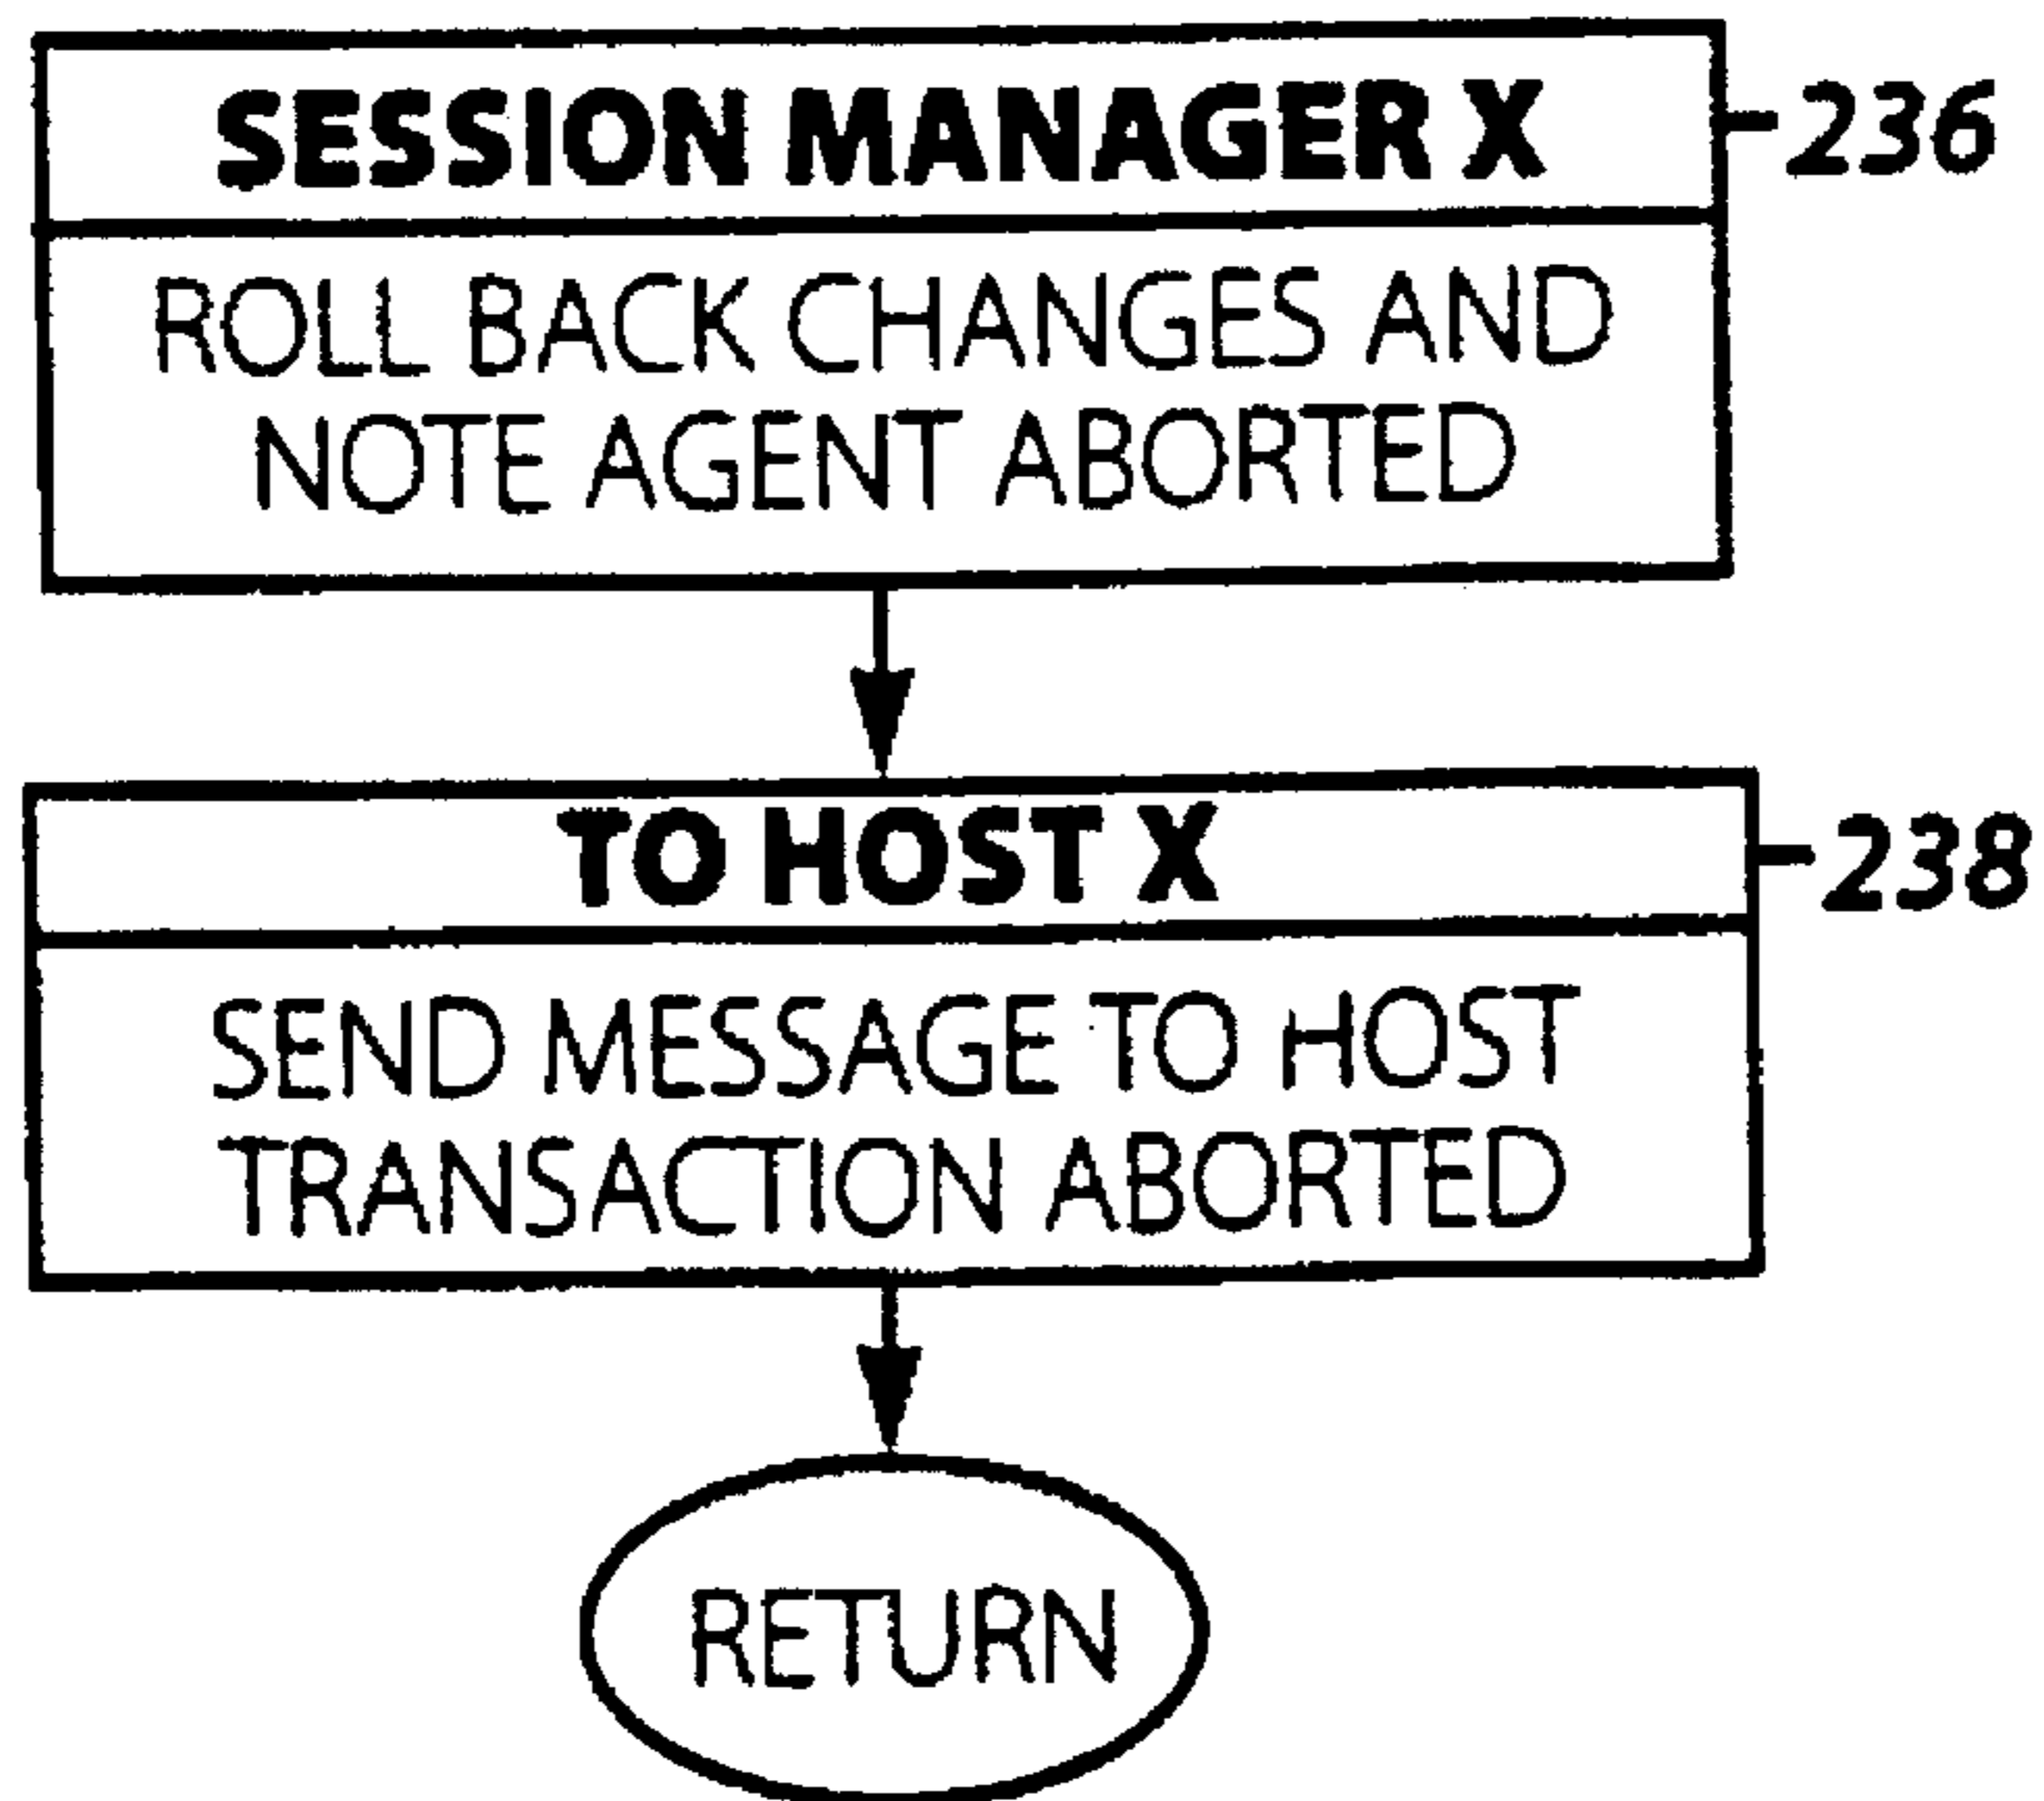 SESSION MANAGER X
236
ROLL BACK CHANGES AND
NOTE AGENT ABORTED
TO HOST X
238
SEND MESSAGE TO HOST
TRANSACTION ABORTED
RETURN